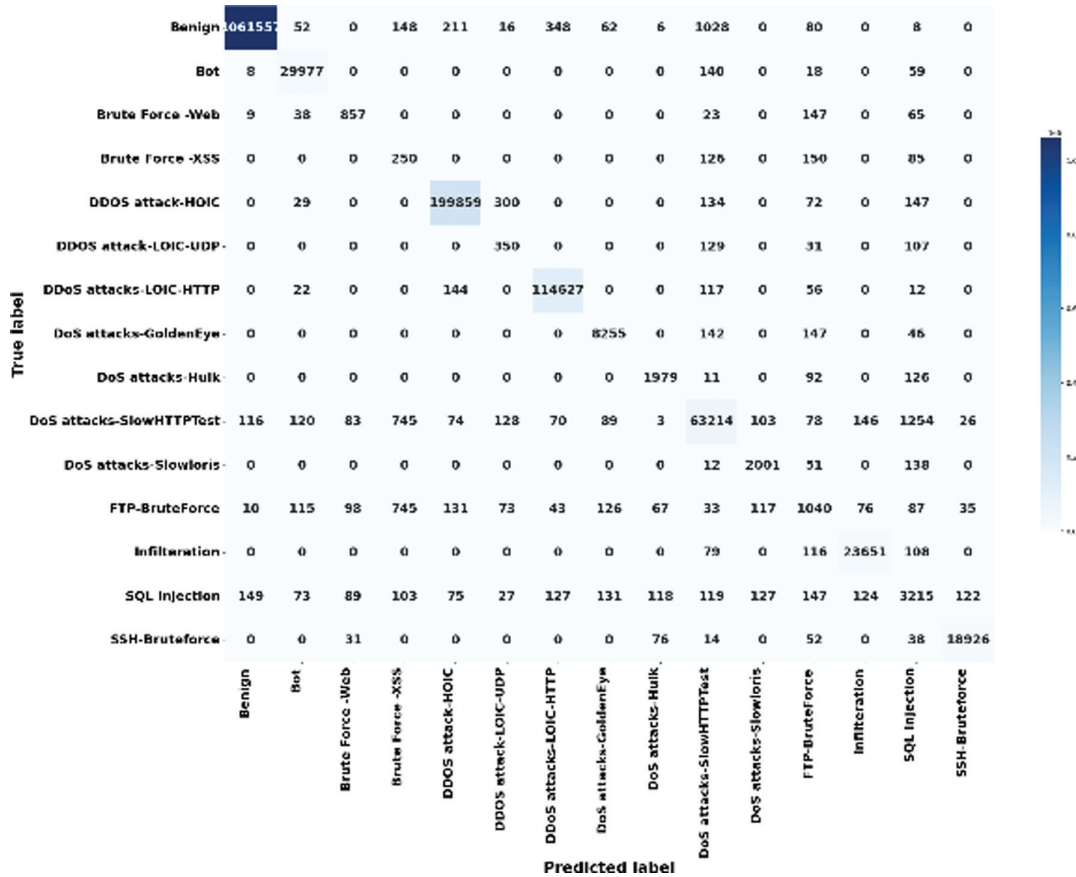 Benign 1061557 52 0 148 211 16 348 62 6 1028 0 80 0 8 0
Bot 8 29977 0 0 0 0 0 0 0 140 0 18 0 59 0
Brute Force -Web 9 38 857 0 0 0 0 0 0 23 0 147 0 65 0
Brute Force -XSS 0 0 0 250 0 0 0 0 0 126 0 150 0 85 0
DDOS attack-HOIC 0 29 0 0 199859 300 0 0 0 134 0 72 0 147 0
DDOS attack-LOIC-UDP 0 0 0 0 0 350 0 0 0 129 0 31 0 107 0
DDoS attacks-LOIC-HTTP 0 22 0 0 144 0 114627 0 0 117 0 56 0 12 0
DoS attacks-GoldenEye 0 0 0 0 0 0 0 8255 0 142 0 147 0 46 0
DoS attacks-Hulk 0 0 0 0 0 0 0 0 1979 11 0 92 0 126 0
DoS attacks-SlowHTTPTest 116 120 83 745 74 128 70 89 3 63214 103 78 146 1254 26
DoS attacks-Slowloris 0 0 0 0 0 0 0 0 0 12 2001 51 0 138 0
FTP-BruteForce 10 115 98 745 131 73 43 126 67 33 117 1040 76 87 35
Infilteration 0 0 0 0 0 0 0 0 0 79 0 116 23651 108 0
SQL Injection 149 73 89 103 75 27 127 131 118 119 127 147 124 3215 122
SSH-Bruteforce 0 0 31 0 0 0 0 0 76 14 0 52 0 38 18926
True label
Benign
Bot
Brute Force -Web
Brute Force -XSS
DDOS attack-HOIC
DDOS attack-LOIC-UDP
DDoS attacks-LOIC-HTTP
DoS attacks-GoldenEye
DoS attacks-Hulk
DoS attacks-SlowHTTPTest
DoS attacks-Slowloris
FTP-BruteForce
Infilteration
SQL Injection
SSH-Bruteforce
Predicted label